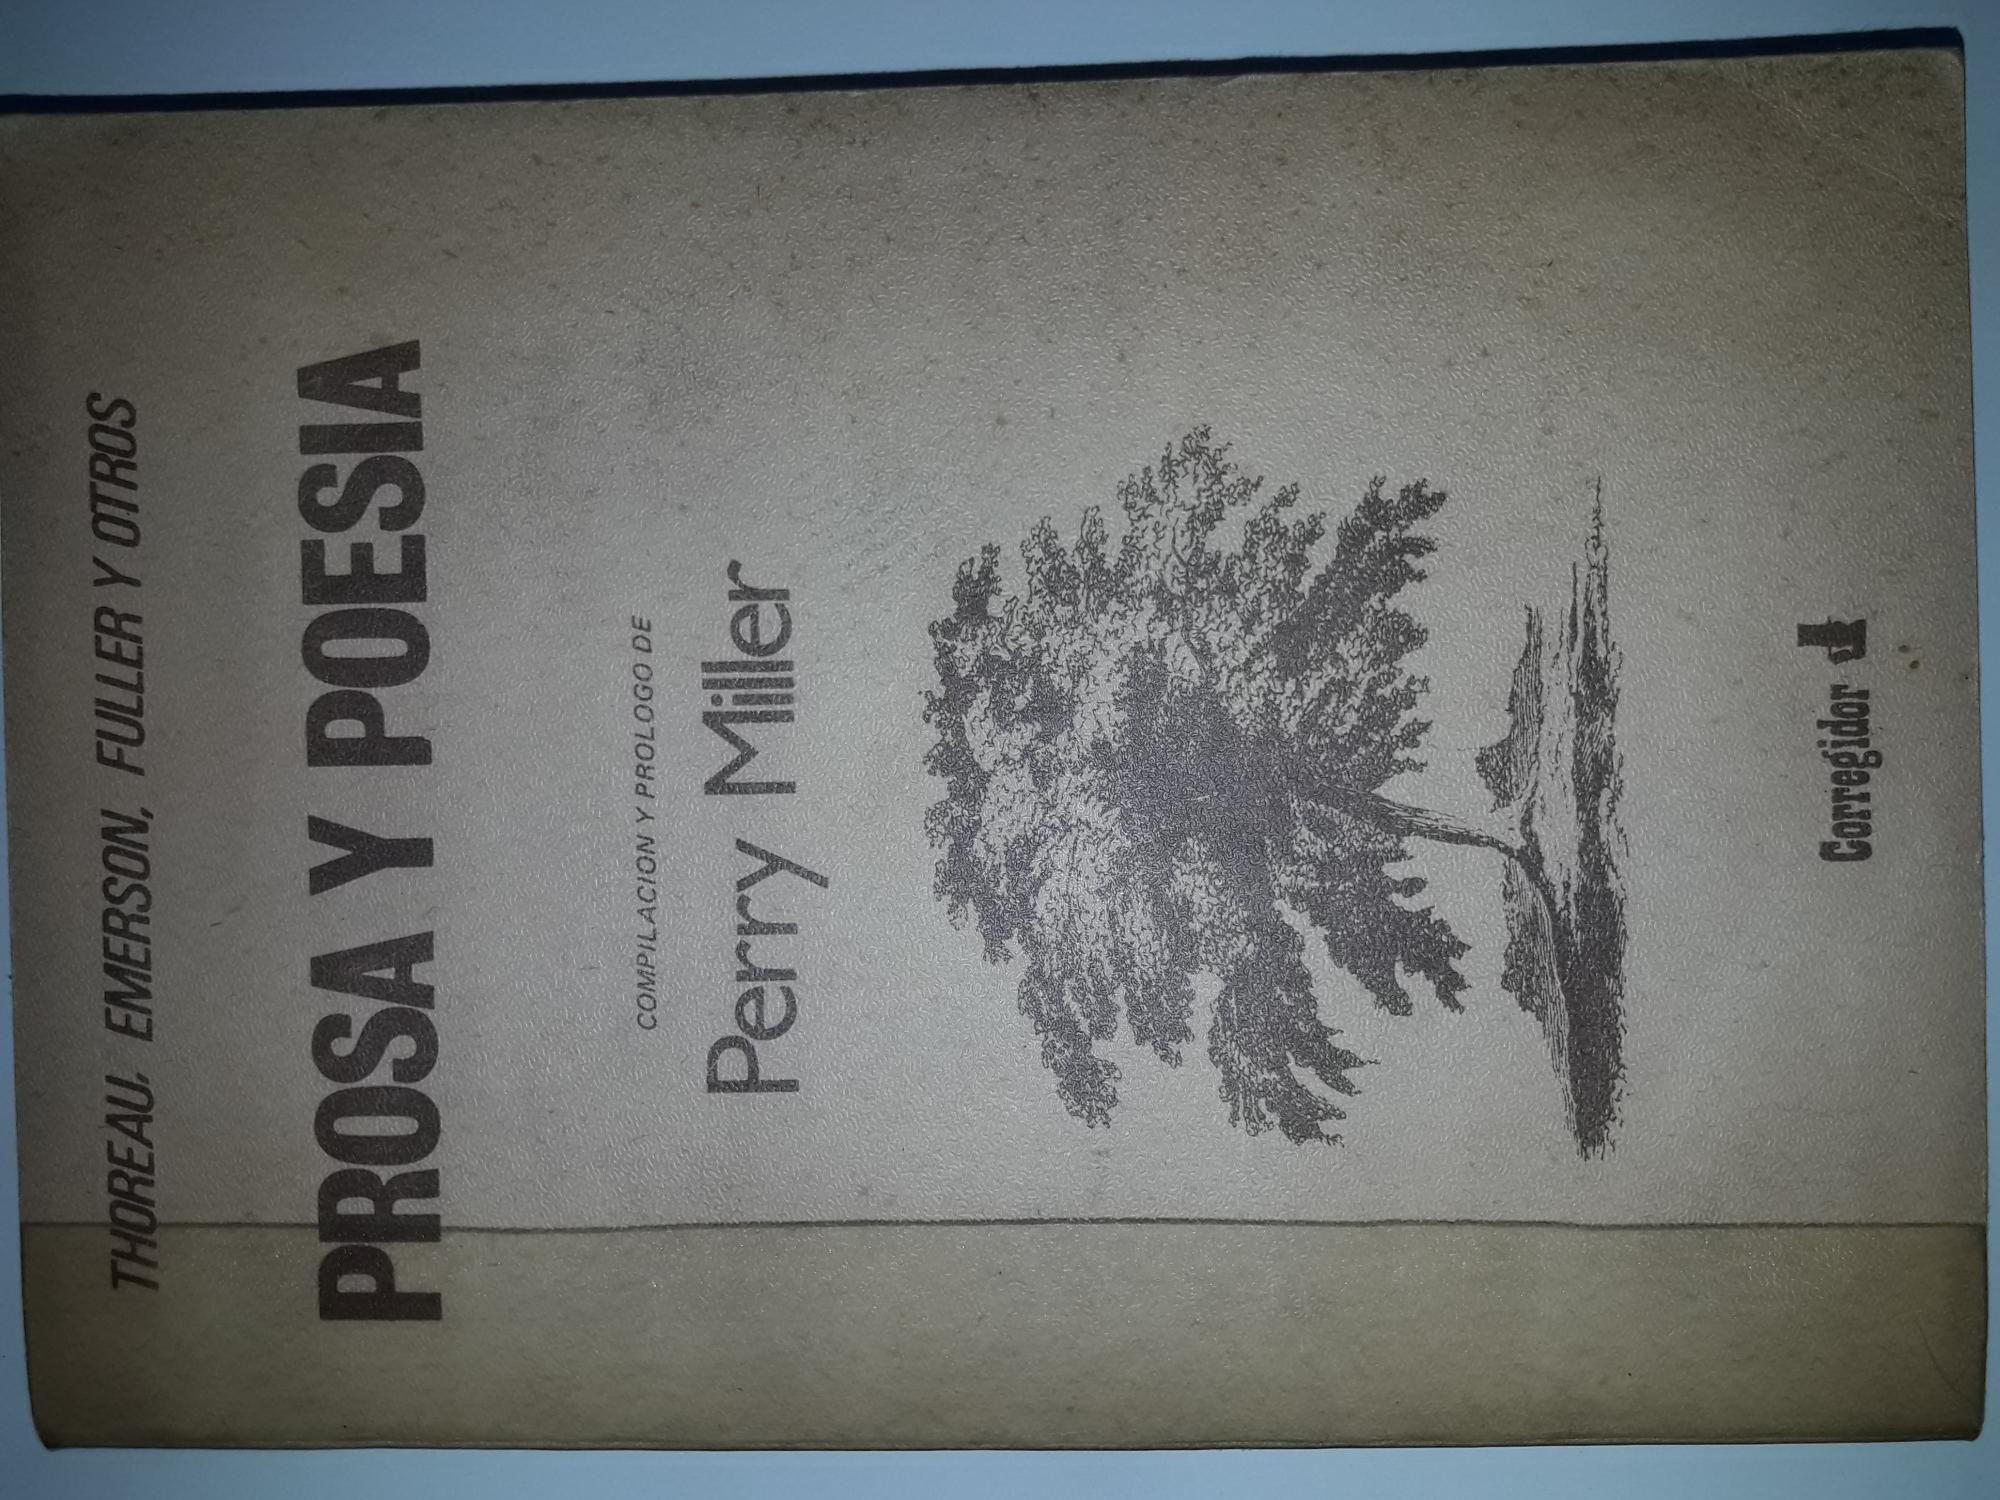 THOREAU, EMERSON, FULLER Y OTROS
PROSA Y POESIA
COMPILACION Y PROLOGO DE
Perry Miller
Corregidor